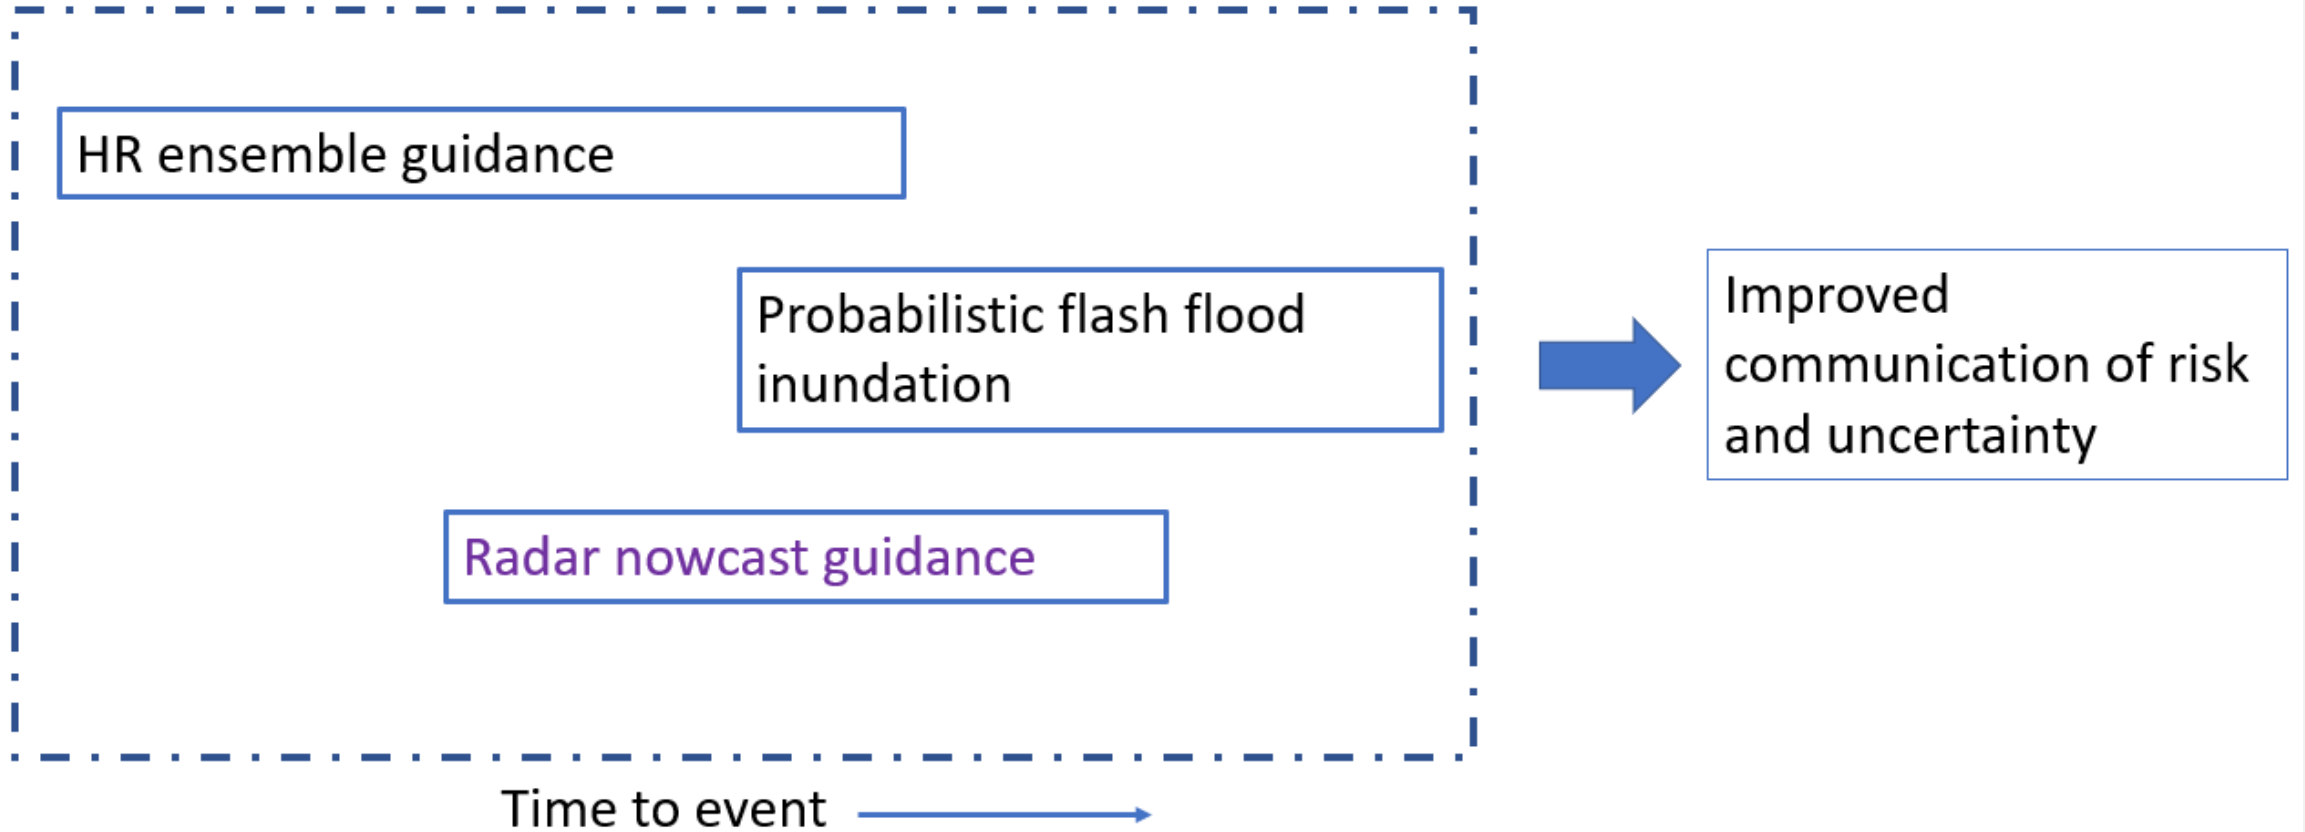 HR ensemble guidance
Probabilistic flash flood
inundation
Radar nowcast guidance
Improved
communication of risk
and uncertainty
Time to event